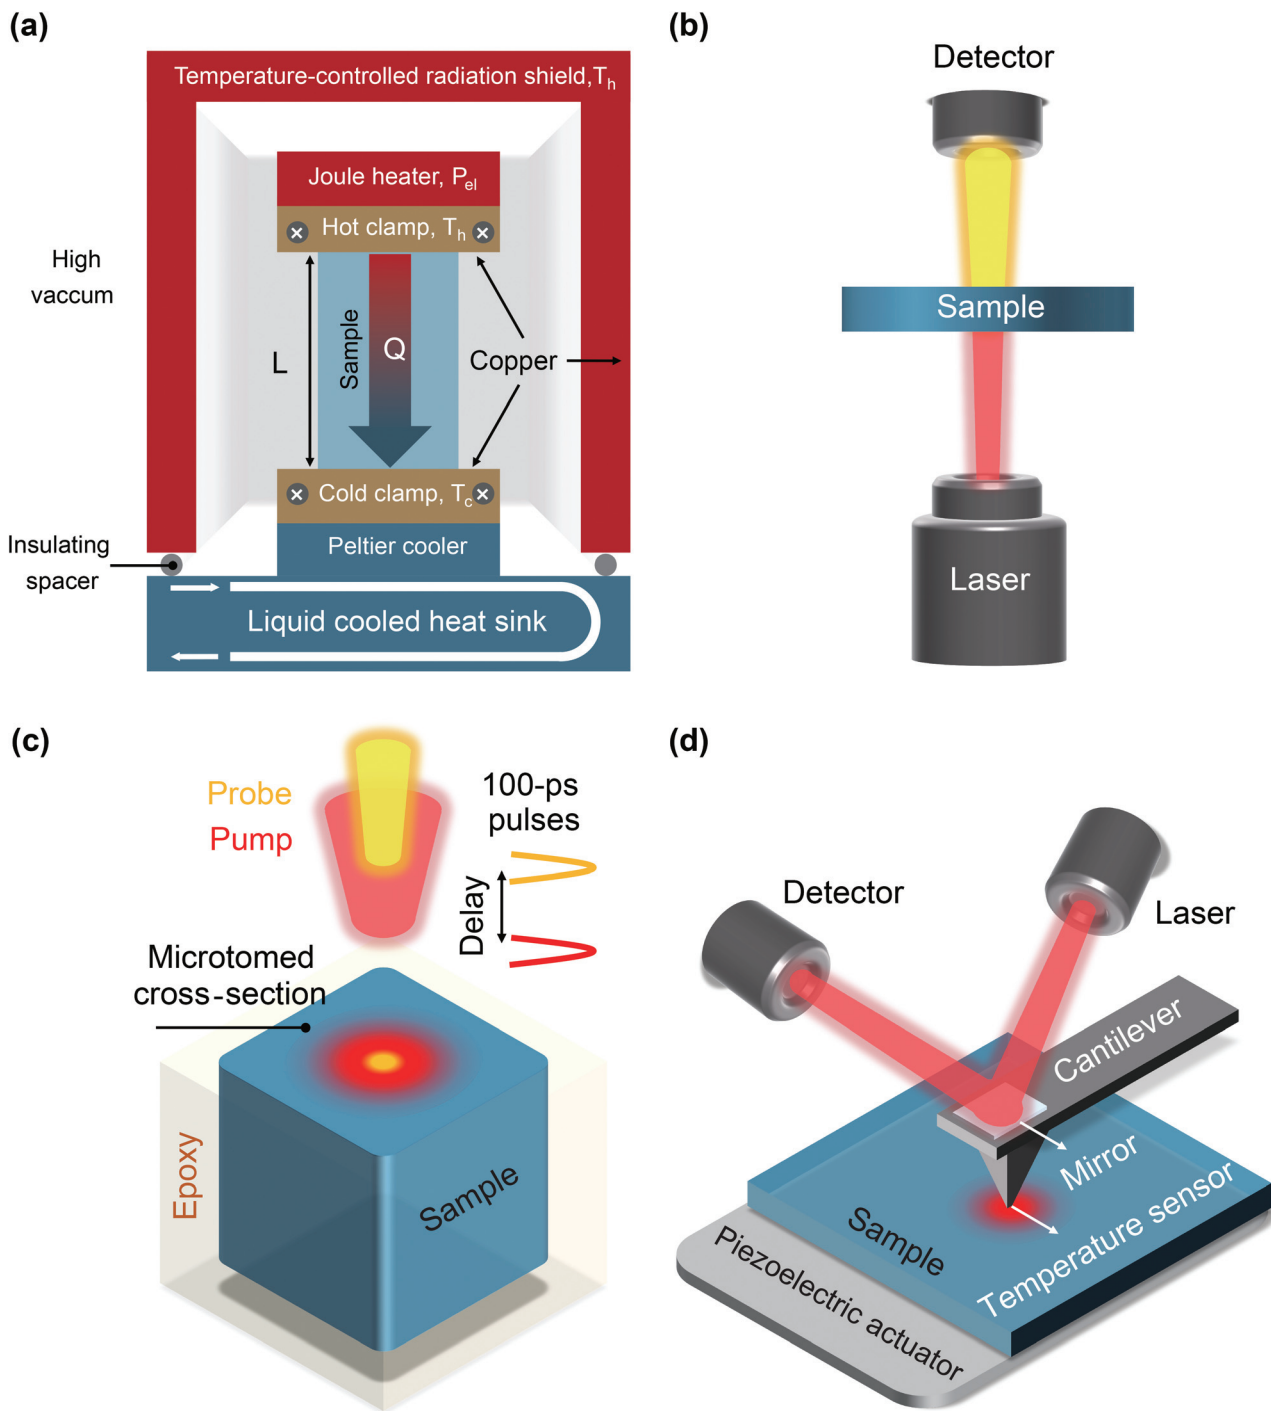 (a)
Temperature-controlled radiation shield,Th
Joule heater, Pel
Hot clamp, Th
High
vaccum
L
Sample
Q
Copper
Cold clamp, Tc
Peltier cooler
Insulating
spacer
Liquid cooled heat sink
(b)
Detector
Sample
Laser
(c)
Probe
Pump
100-ps
pulses
Delay
Microtomed
cross-section
Epoxy
Sample
(d)
Detector
Laser
Cantilever
Mirror
Temperature sensor
Sample
Piezoelectric actuator